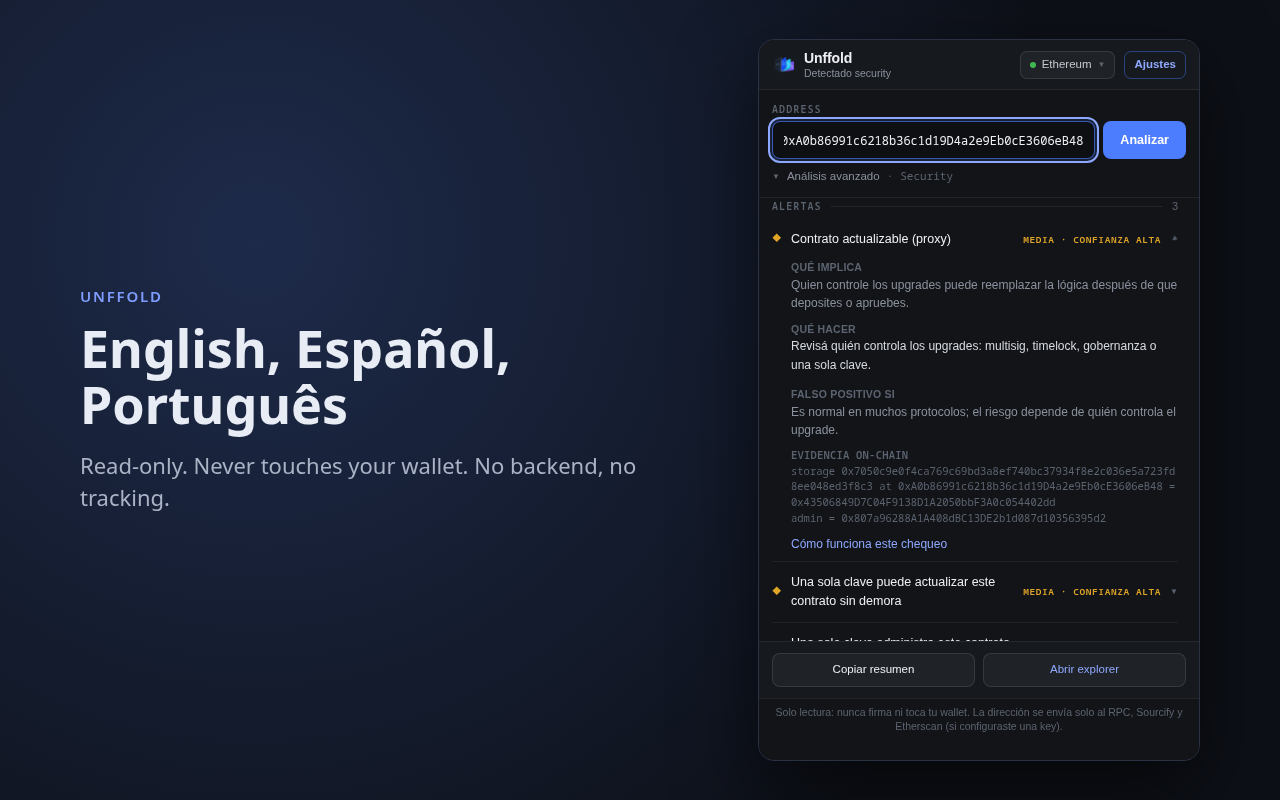 UNFFOLD
English, Español,
Português
Read-only. Never touches your wallet. No backend, no
tracking.
Unffold
Detectado security
Ethereum
Ajustes
ADDRESS
0xA0b86991c6218b36c1d19D4a2e9Eb0cE3606eB48
Analizar
Análisis avanzado · Security
ALERTAS 3
Contrato actualizable (proxy)
MEDIA · CONFIANZA ALTA
QUÉ IMPLICA
Quien controle los upgrades puede reemplazar la lógica después de que
deposites o apruebes.
QUÉ HACER
Revisá quién controla los upgrades: multisig, timelock, gobernanza o
una sola clave.
FALSO POSITIVO SI
Es normal en muchos protocolos; el riesgo depende de quién controla el
upgrade.
EVIDENCIA ON-CHAIN
storage 0x7050c9e0f4ca769c69bd3a8ef740bc37934f8e2c036e5a723fd
8ee048ed3f8c3 at 0xA0b86991c6218b36c1d19D4a2e9Eb0cE3606eB48 =
0x43506849D7C04F9138D1A2050bbF3A0c054402dd
admin = 0x807a96288A1A408dBC13DE2b1d087d10356395d2
Cómo funciona este chequeo
Una sola clave puede actualizar este
contrato sin demora
MEDIA · CONFIANZA ALTA
Una sola clave administra este contrato
Copiar resumen
Abrir explorer
Solo lectura: nunca firma ni toca tu wallet. La dirección se envía solo al RPC, Sourcify y
Etherscan (si configuraste una key).